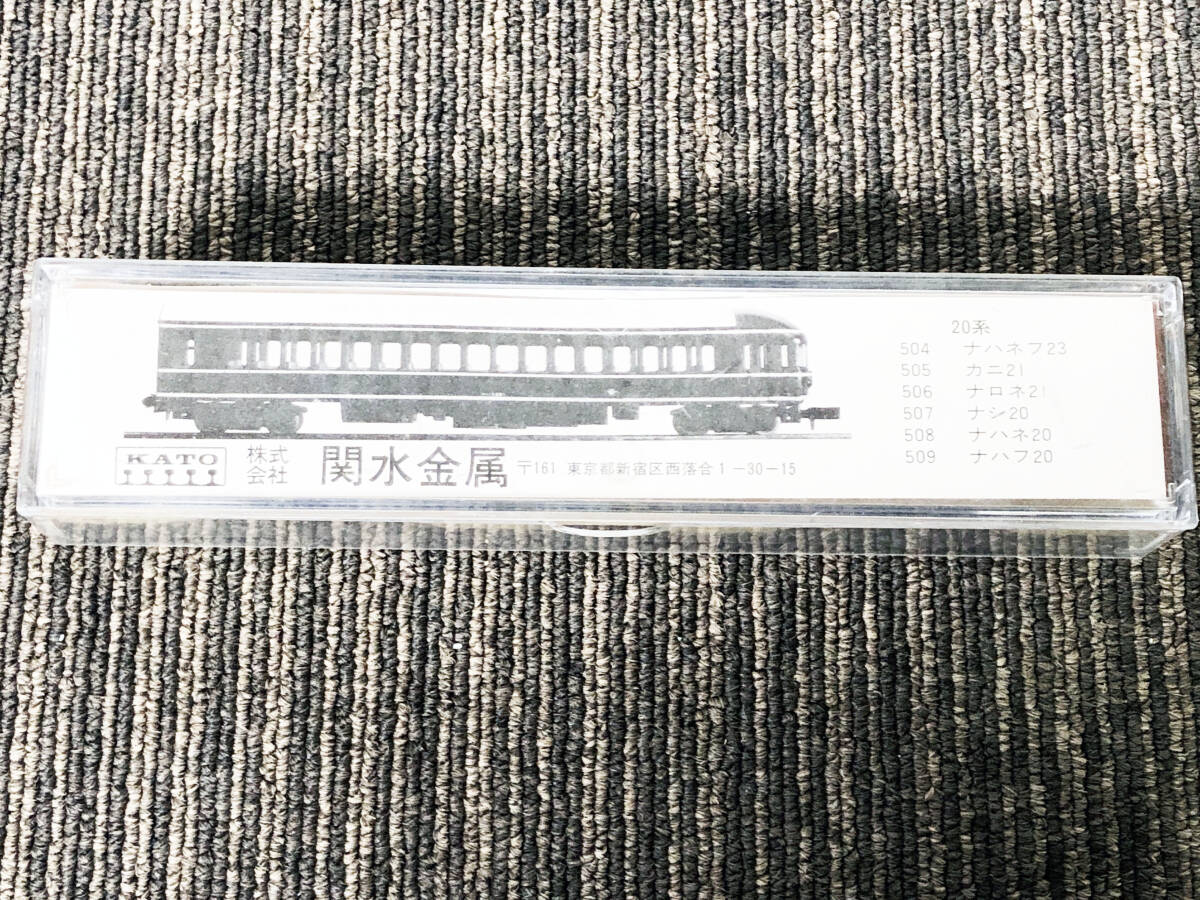 20系
504 ナハネフ23
505 カニ21
506 ナロネ21
507 ナシ20
508 ナハネ20
509 ナハフ20
KATO
株式会社 関水金属 〒161 東京都新宿区西落合1-30-15